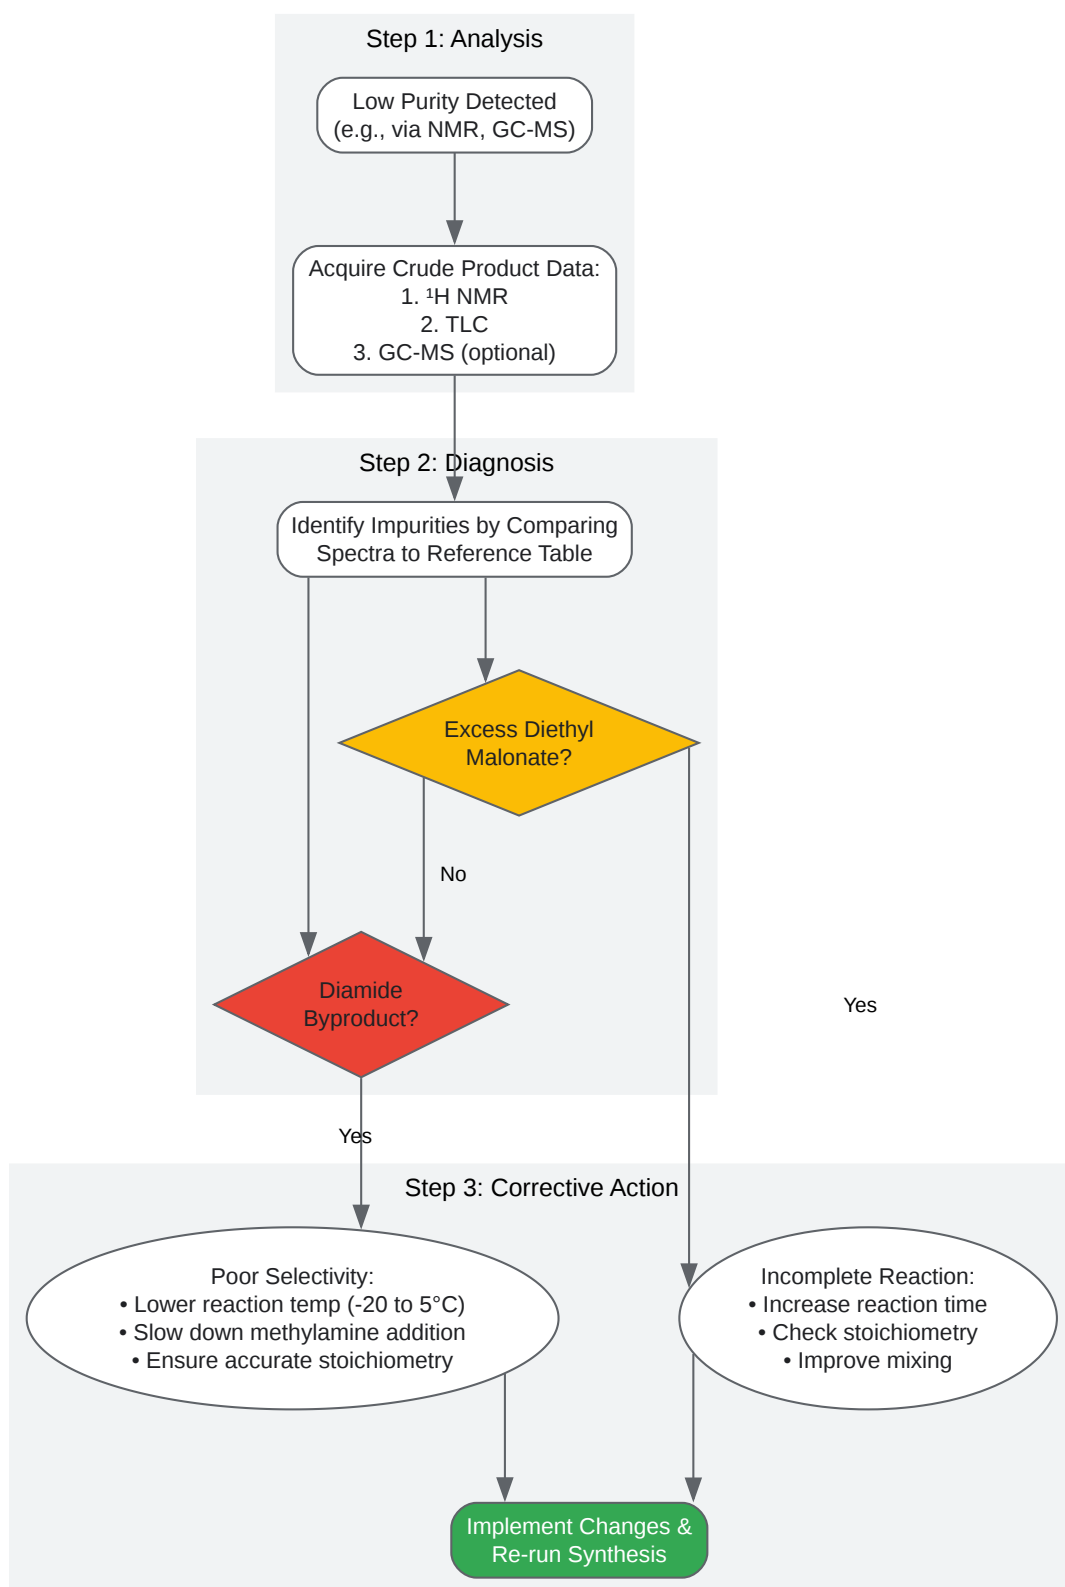 Step 1: Analysis
Low Purity Detected
(e.g., via NMR, GC-MS)
Acquire Crude Product Data:
1. ¹H NMR
2. TLC
3. GC-MS (optional)
Step 2: Diagnosis
Identify Impurities by Comparing
Spectra to Reference Table
Excess Diethyl
Malonate?
No
Diamide
Byproduct?
Yes
Yes
Step 3: Corrective Action
Poor Selectivity:
• Lower reaction temp (-20 to 5°C)
• Slow down methylamine addition
• Ensure accurate stoichiometry
Incomplete Reaction:
• Increase reaction time
• Check stoichiometry
• Improve mixing
Implement Changes &
Re-run Synthesis